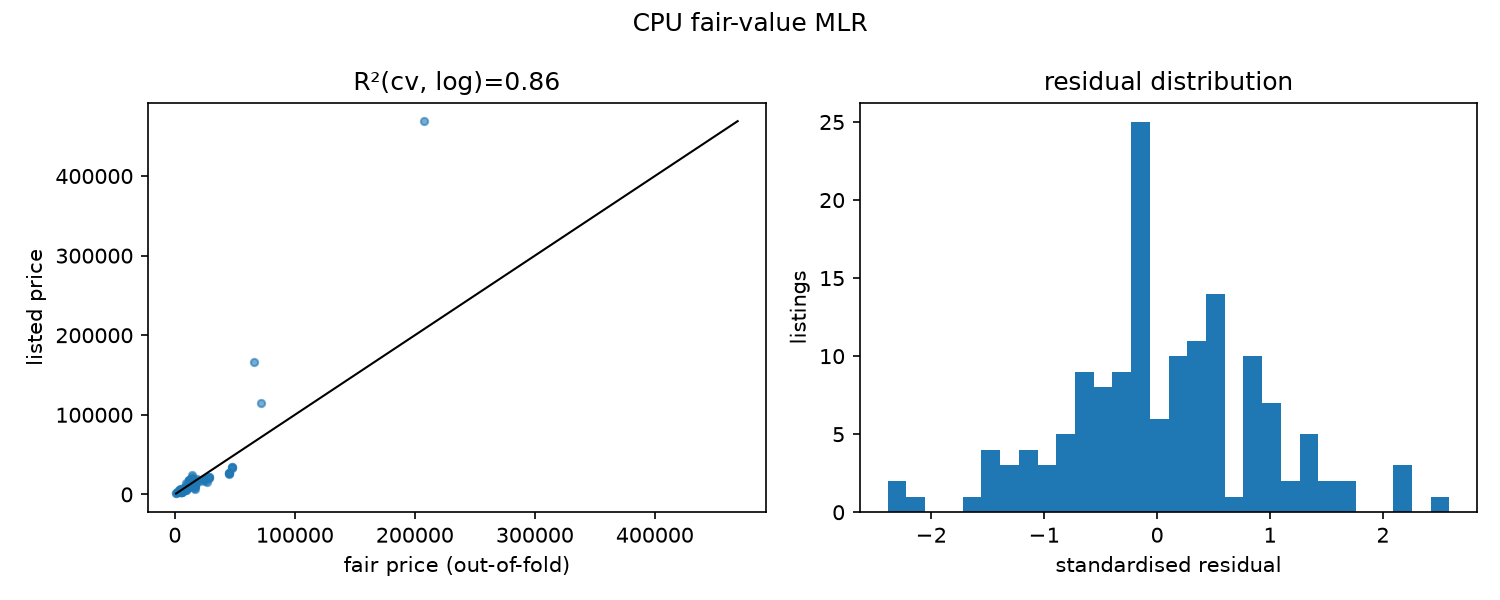 CPU fair-value MLR
R²(cv, log)=0.86
listed price
400000
300000
200000
100000
0
0 100000 200000 300000 400000
fair price (out-of-fold)
residual distribution
listings
25
20
15
10
5
0
−2 −1 0 1 2
standardised residual